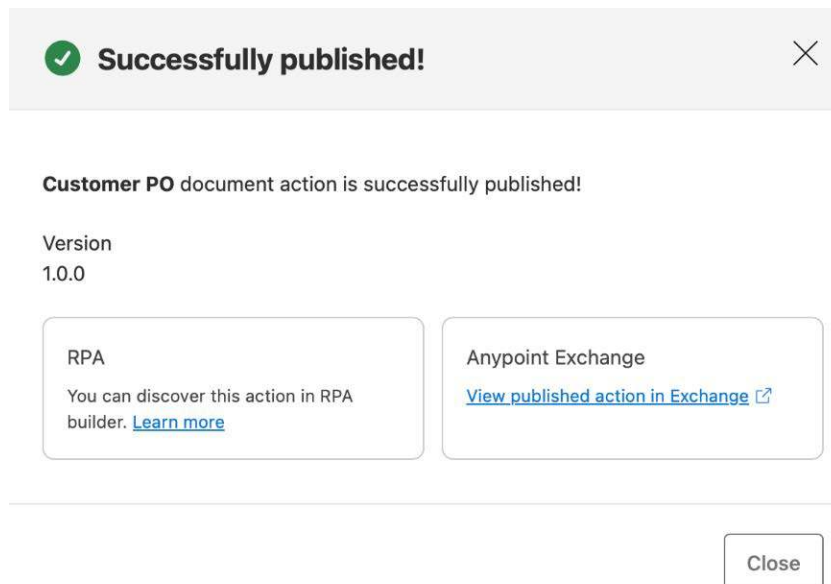 Successfully published!
Customer PO document action is successfully published!
Version
1.0.0
RPA
You can discover this action in RPA
builder. Learn more
Anypoint Exchange
View published action in Exchange
Close